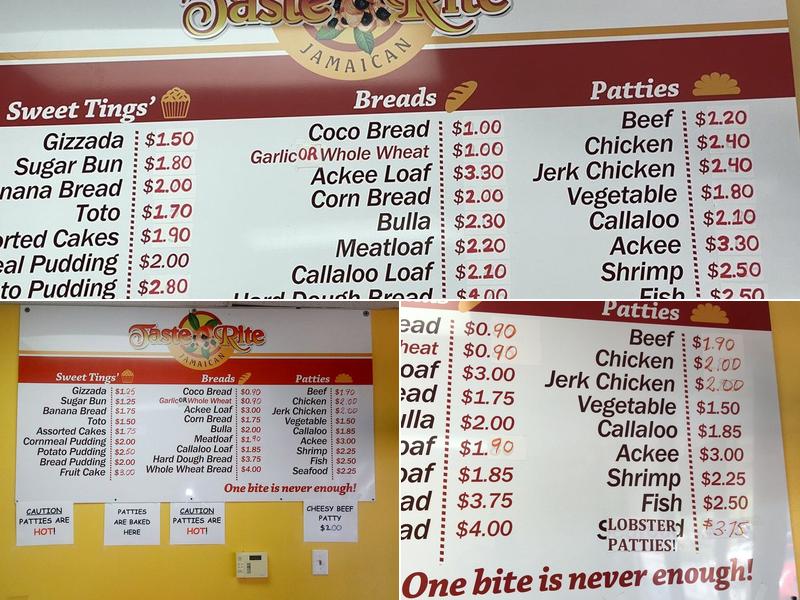 Taste Rite
JAMAICAN
Sweet Tings'
Gizzada $1.50
Sugar Bun $1.80
nana Bread $2.00
Toto $1.70
orted Cakes $1.90
eal Pudding $2.00
to Pudding $2.80
Breads
Coco Bread $1.00
Garlic OR Whole Wheat $1.00
Ackee Loaf $3.30
Corn Bread $2.00
Bulla $2.30
Meatloaf $2.20
Callaloo Loaf $2.10
Hard Dough Bread $4.00
Patties
Beef $2.20
Chicken $2.40
Jerk Chicken $2.40
Vegetable $1.80
Callaloo $2.10
Ackee $3.30
Shrimp $2.50
Fish $2.50
Taste Rite
JAMAICAN
Sweet Tings'
Gizzada $1.25
Sugar Bun $1.25
Banana Bread $1.75
Toto $1.50
Assorted Cakes $1.75
Cornmeal Pudding $2.00
Potato Pudding $2.50
Bread Pudding $2.00
Fruit Cake $3.00
Breads
Coco Bread $0.90
Garlic OR Whole Wheat $0.90
Ackee Loaf $3.00
Corn Bread $1.75
Bulla $2.00
Meatloaf $1.90
Callaloo Loaf $1.85
Hard Dough Bread $3.75
Whole Wheat Bread $4.00
Patties
Beef $1.90
Chicken $2.00
Jerk Chicken $2.00
Vegetable $1.50
Callaloo $1.85
Ackee $3.00
Shrimp $2.25
Fish $2.50
Seafood $2.25
One bite is never enough!
CAUTION
PATTIES ARE
HOT!
PATTIES
ARE BAKED
HERE
CAUTION
PATTIES ARE
HOT!
CHEESY BEEF
PATTY
$2.00
eads
ead $0.90
heat $0.90
oaf $3.00
ead $1.75
ulla $2.00
oaf $1.90
oaf $1.85
ad $3.75
ad $4.00
Patties
Beef $1.90
Chicken $2.00
Jerk Chicken $2.00
Vegetable $1.50
Callaloo $1.85
Ackee $3.00
Shrimp $2.25
Fish $2.50
LOBSTER $3.75
PATTIES!
One bite is never enough!